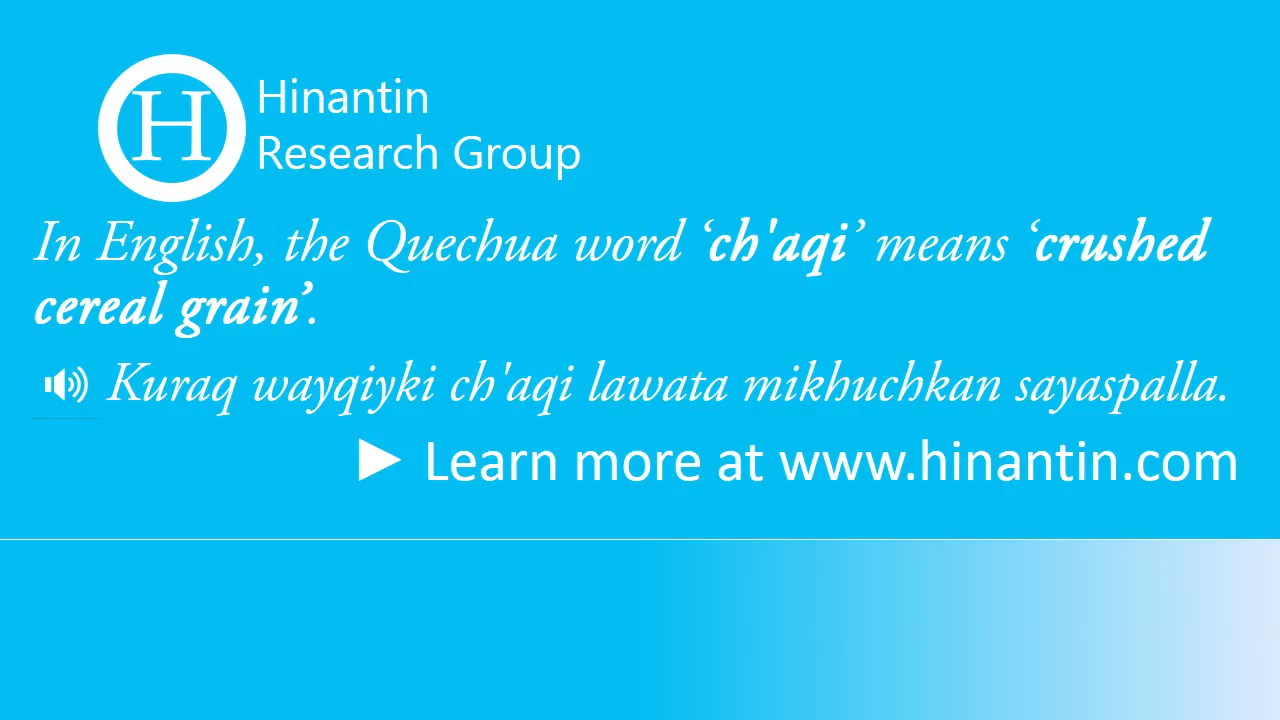 H
Hinantin
Research Group
In English, the Quechua word ‘ch'aqi’ means ‘crushed
cereal grain’.
Kuraq wayqiyki ch'aqi lawata mikhuchkan sayaspalla.
► Learn more at www.hinantin.com